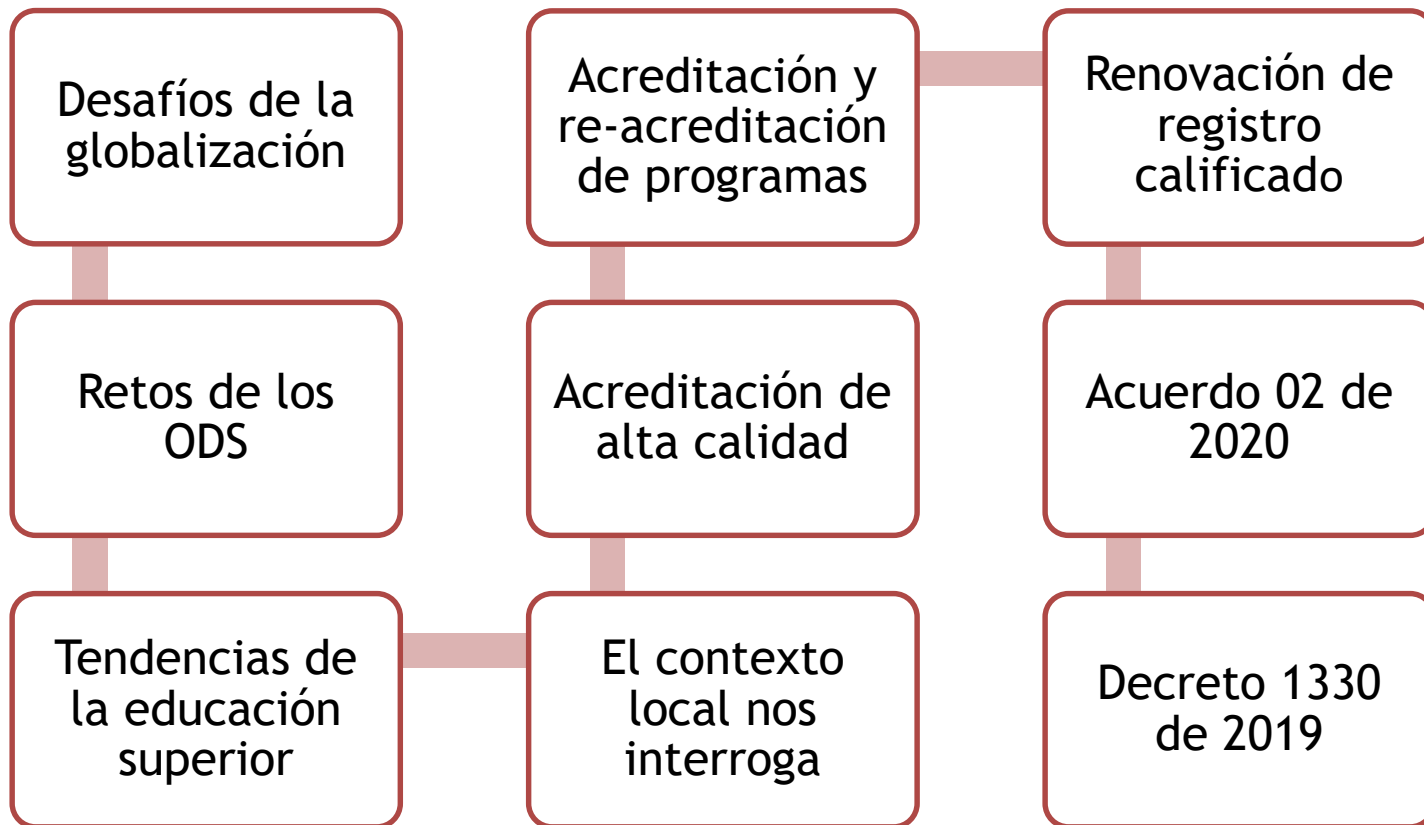 Desafíos de la
globalización
Retos de los
ODS
Tendencias de
la educación
superior
El contexto
local nos
interroga
Acreditación de
alta calidad
Acreditación y
re-acreditación
de programas
Renovación de
registro
calificado
Acuerdo 02 de
2020
Decreto 1330
de 2019